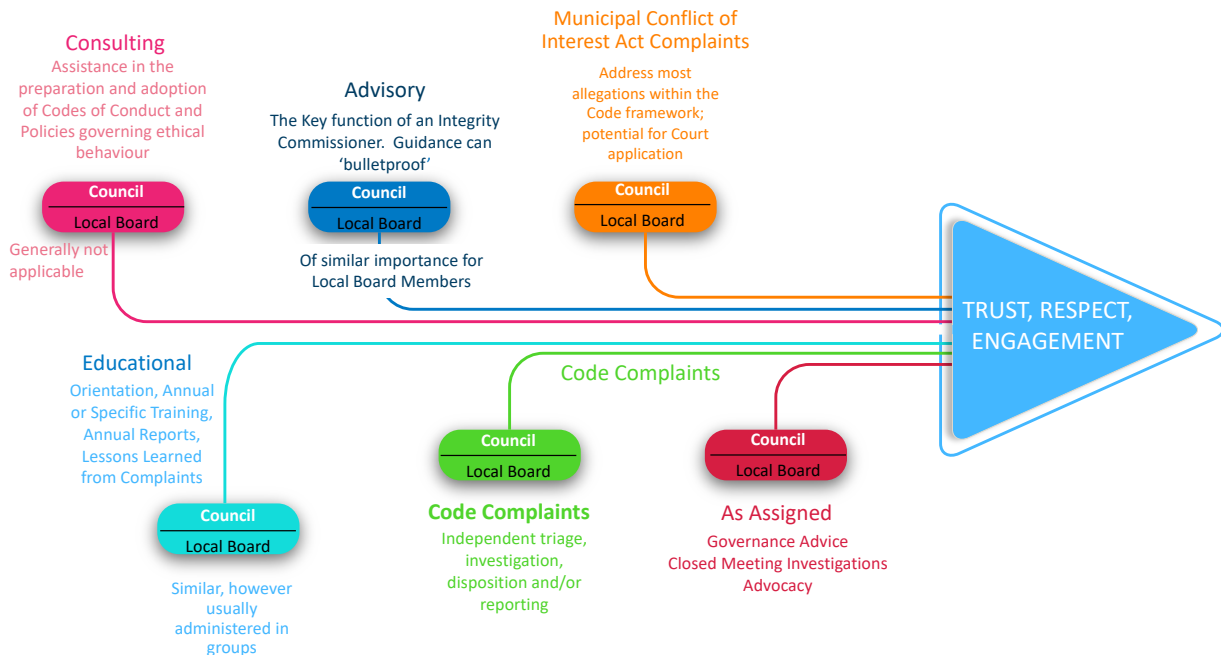 Consulting
Assistance in the
preparation and adoption
of Codes of Conduct and
Policies governing ethical
behaviour
Council
Local Board
Generally not
applicable
Advisory
The Key function of an Integrity
Commissioner.  Guidance can
‘bulletproof’
Council
Local Board
Of similar importance for
Local Board Members
Municipal Conflict of
Interest Act Complaints
Address most
allegations within the
Code framework;
potential for Court
application
Council
Local Board
TRUST, RESPECT,
ENGAGEMENT
Educational
Orientation, Annual
or Specific Training,
Annual Reports,
Lessons Learned
from Complaints
Council
Local Board
Similar, however
usually
administered in
groups
Code Complaints
Council
Local Board
Code Complaints
Independent triage,
investigation,
disposition and/or
reporting
Council
Local Board
As Assigned
Governance Advice
Closed Meeting Investigations
Advocacy